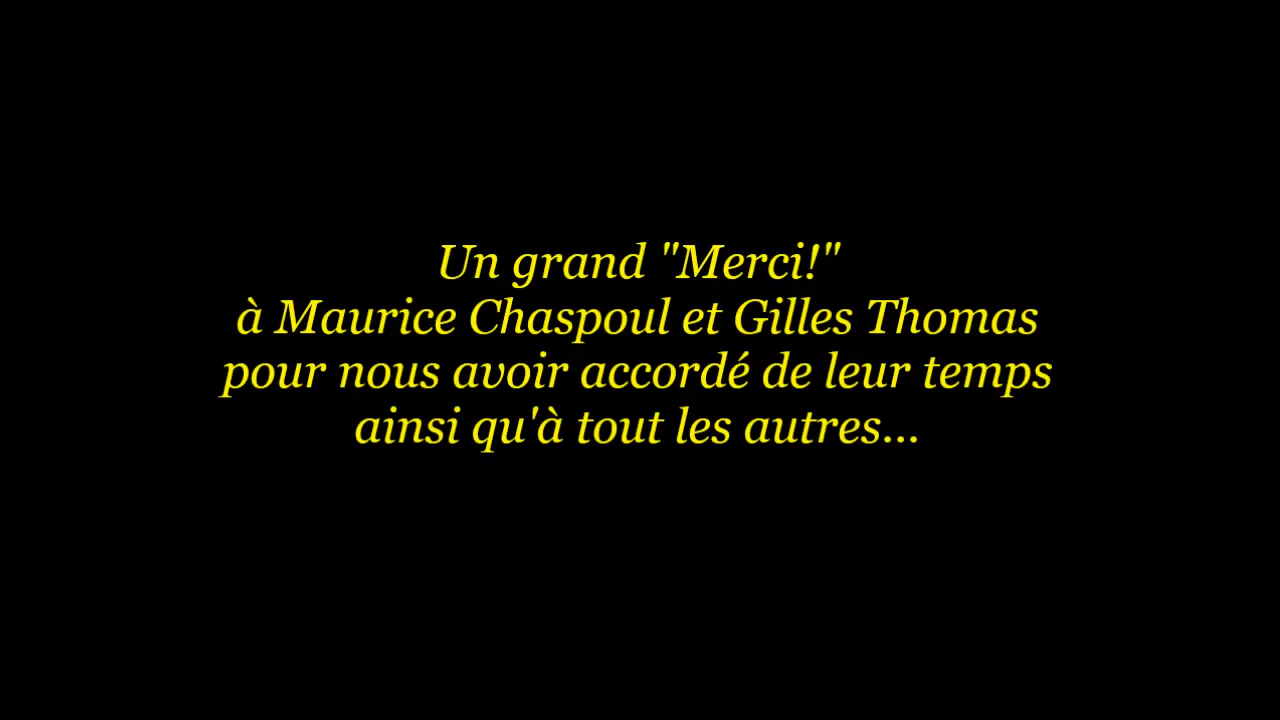 Un grand "Merci!"
à Maurice Chaspoul et Gilles Thomas
pour nous avoir accordé de leur temps
ainsi qu'à tout les autres...